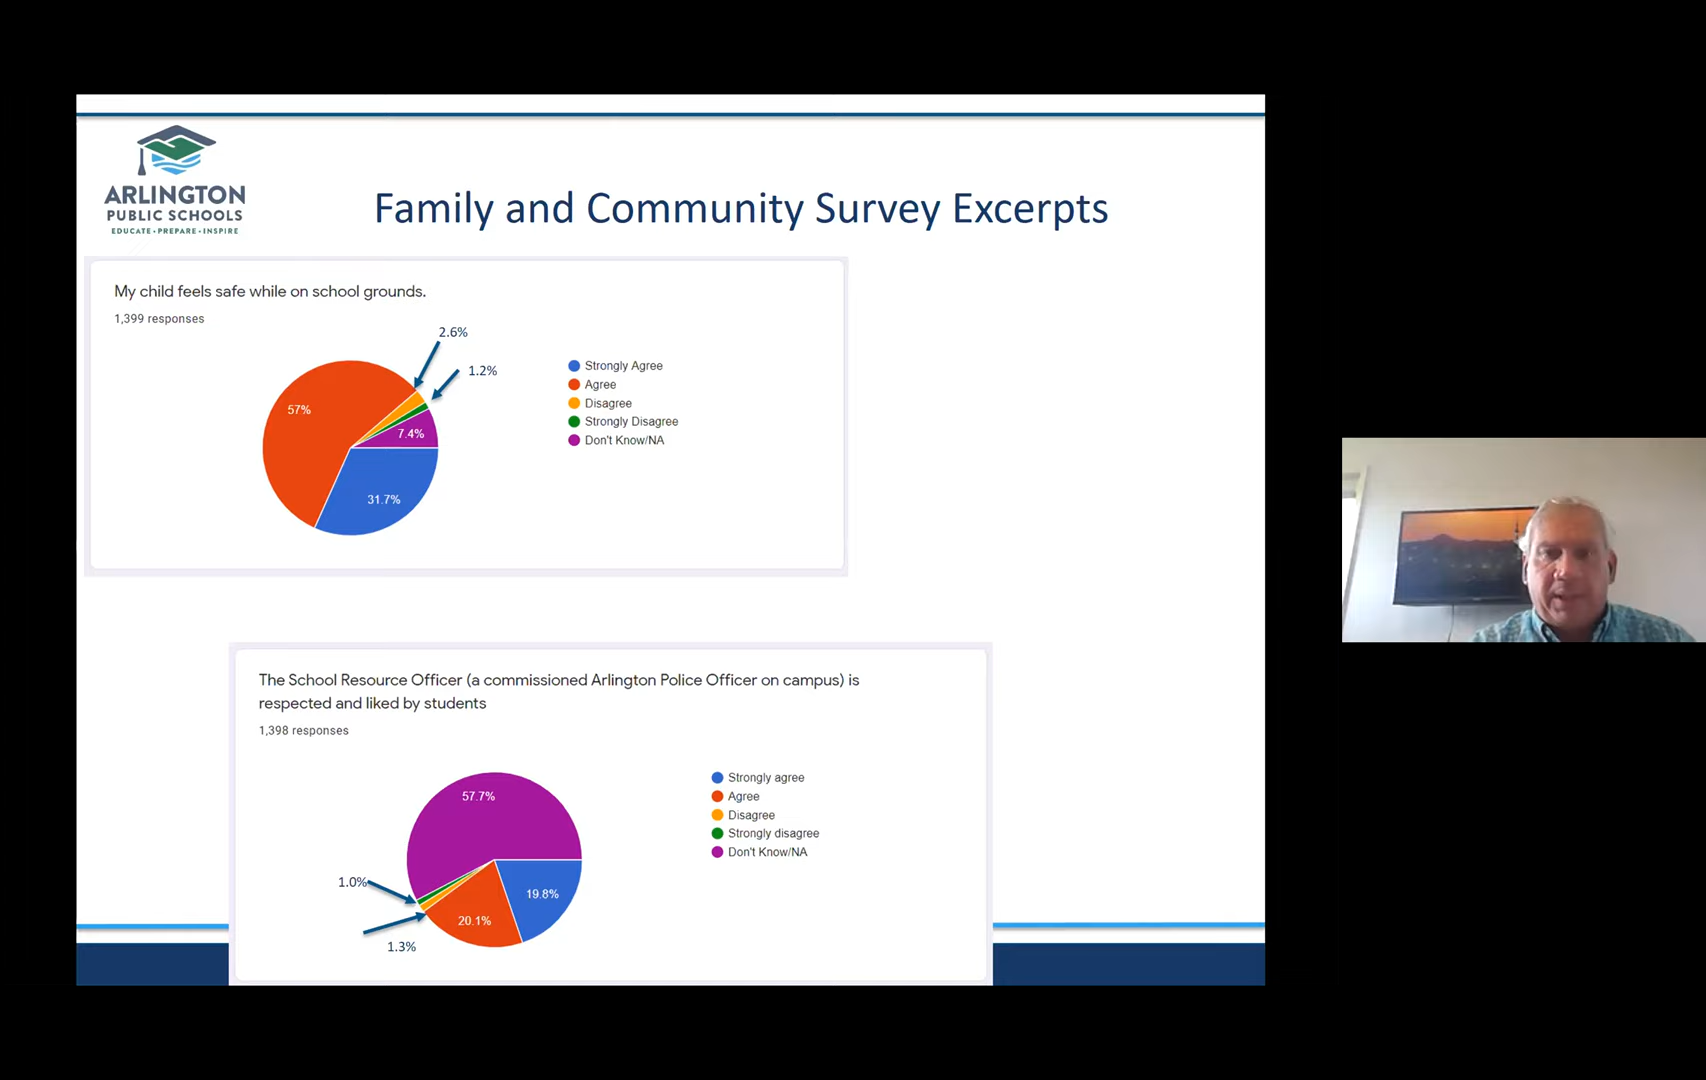 ARLINGTON
PUBLIC SCHOOLS
EDUCATE • PREPARE • INSPIRE
Family and Community Survey Excerpts
My child feels safe while on school grounds.
1,399 responses
2.6%
1.2%
57%
7.4%
31.7%
Strongly Agree
Agree
Disagree
Strongly Disagree
Don't Know/NA
The School Resource Officer (a commissioned Arlington Police Officer on campus) is
respected and liked by students
1,398 responses
57.7%
1.0%
19.8%
20.1%
1.3%
Strongly agree
Agree
Disagree
Strongly disagree
Don't Know/NA